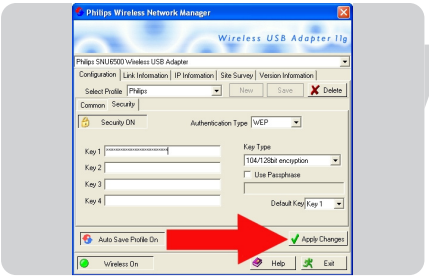 Philips Wireless Network Manager
Wireless USB Adapter 11g
Philips SNU6500 Wireless USB Adapter
Configuration Link Information IP Information Site Survey Version Information
Select Profile Philips New Save Delete
Common Security
Security ON Authentication Type WEP
Key 1 xxxxxxxxxxxxxxxxxxxxxxxxxx
Key Type
104/128bit encryption
Key 2
Use Passphrase
Key 3
Key 4
Default Key Key 1
Auto Save Profile On Apply Changes
Wireless On Help Exit